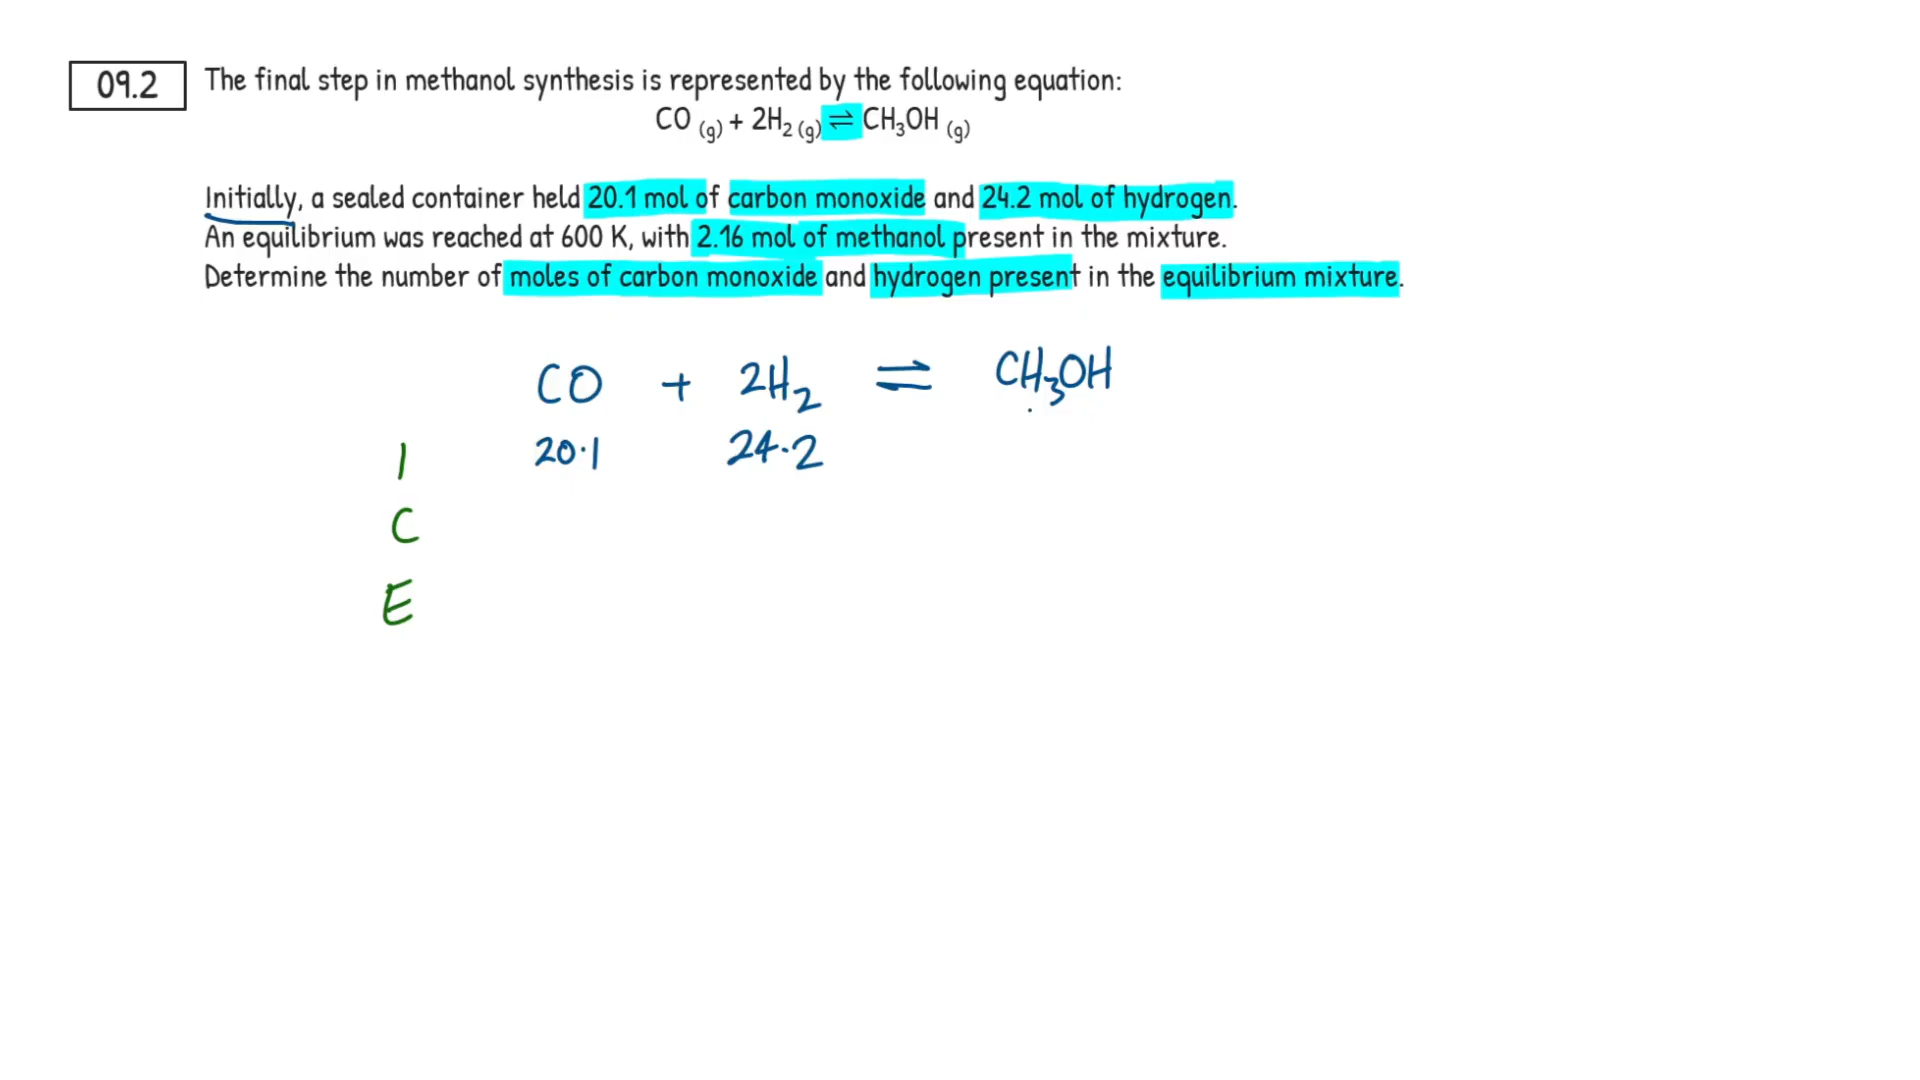 09.2 The final step in methanol synthesis is represented by the following equation:
CO (g) + 2H₂ (g) ⇌ CH₃OH (g)
Initially, a sealed container held 20.1 mol of carbon monoxide and 24.2 mol of hydrogen.
An equilibrium was reached at 600 K, with 2.16 mol of methanol present in the mixture.
Determine the number of moles of carbon monoxide and hydrogen present in the equilibrium mixture.
CO + 2H₂ ⇌ CH₃OH
I 20.1 24.2
C
E